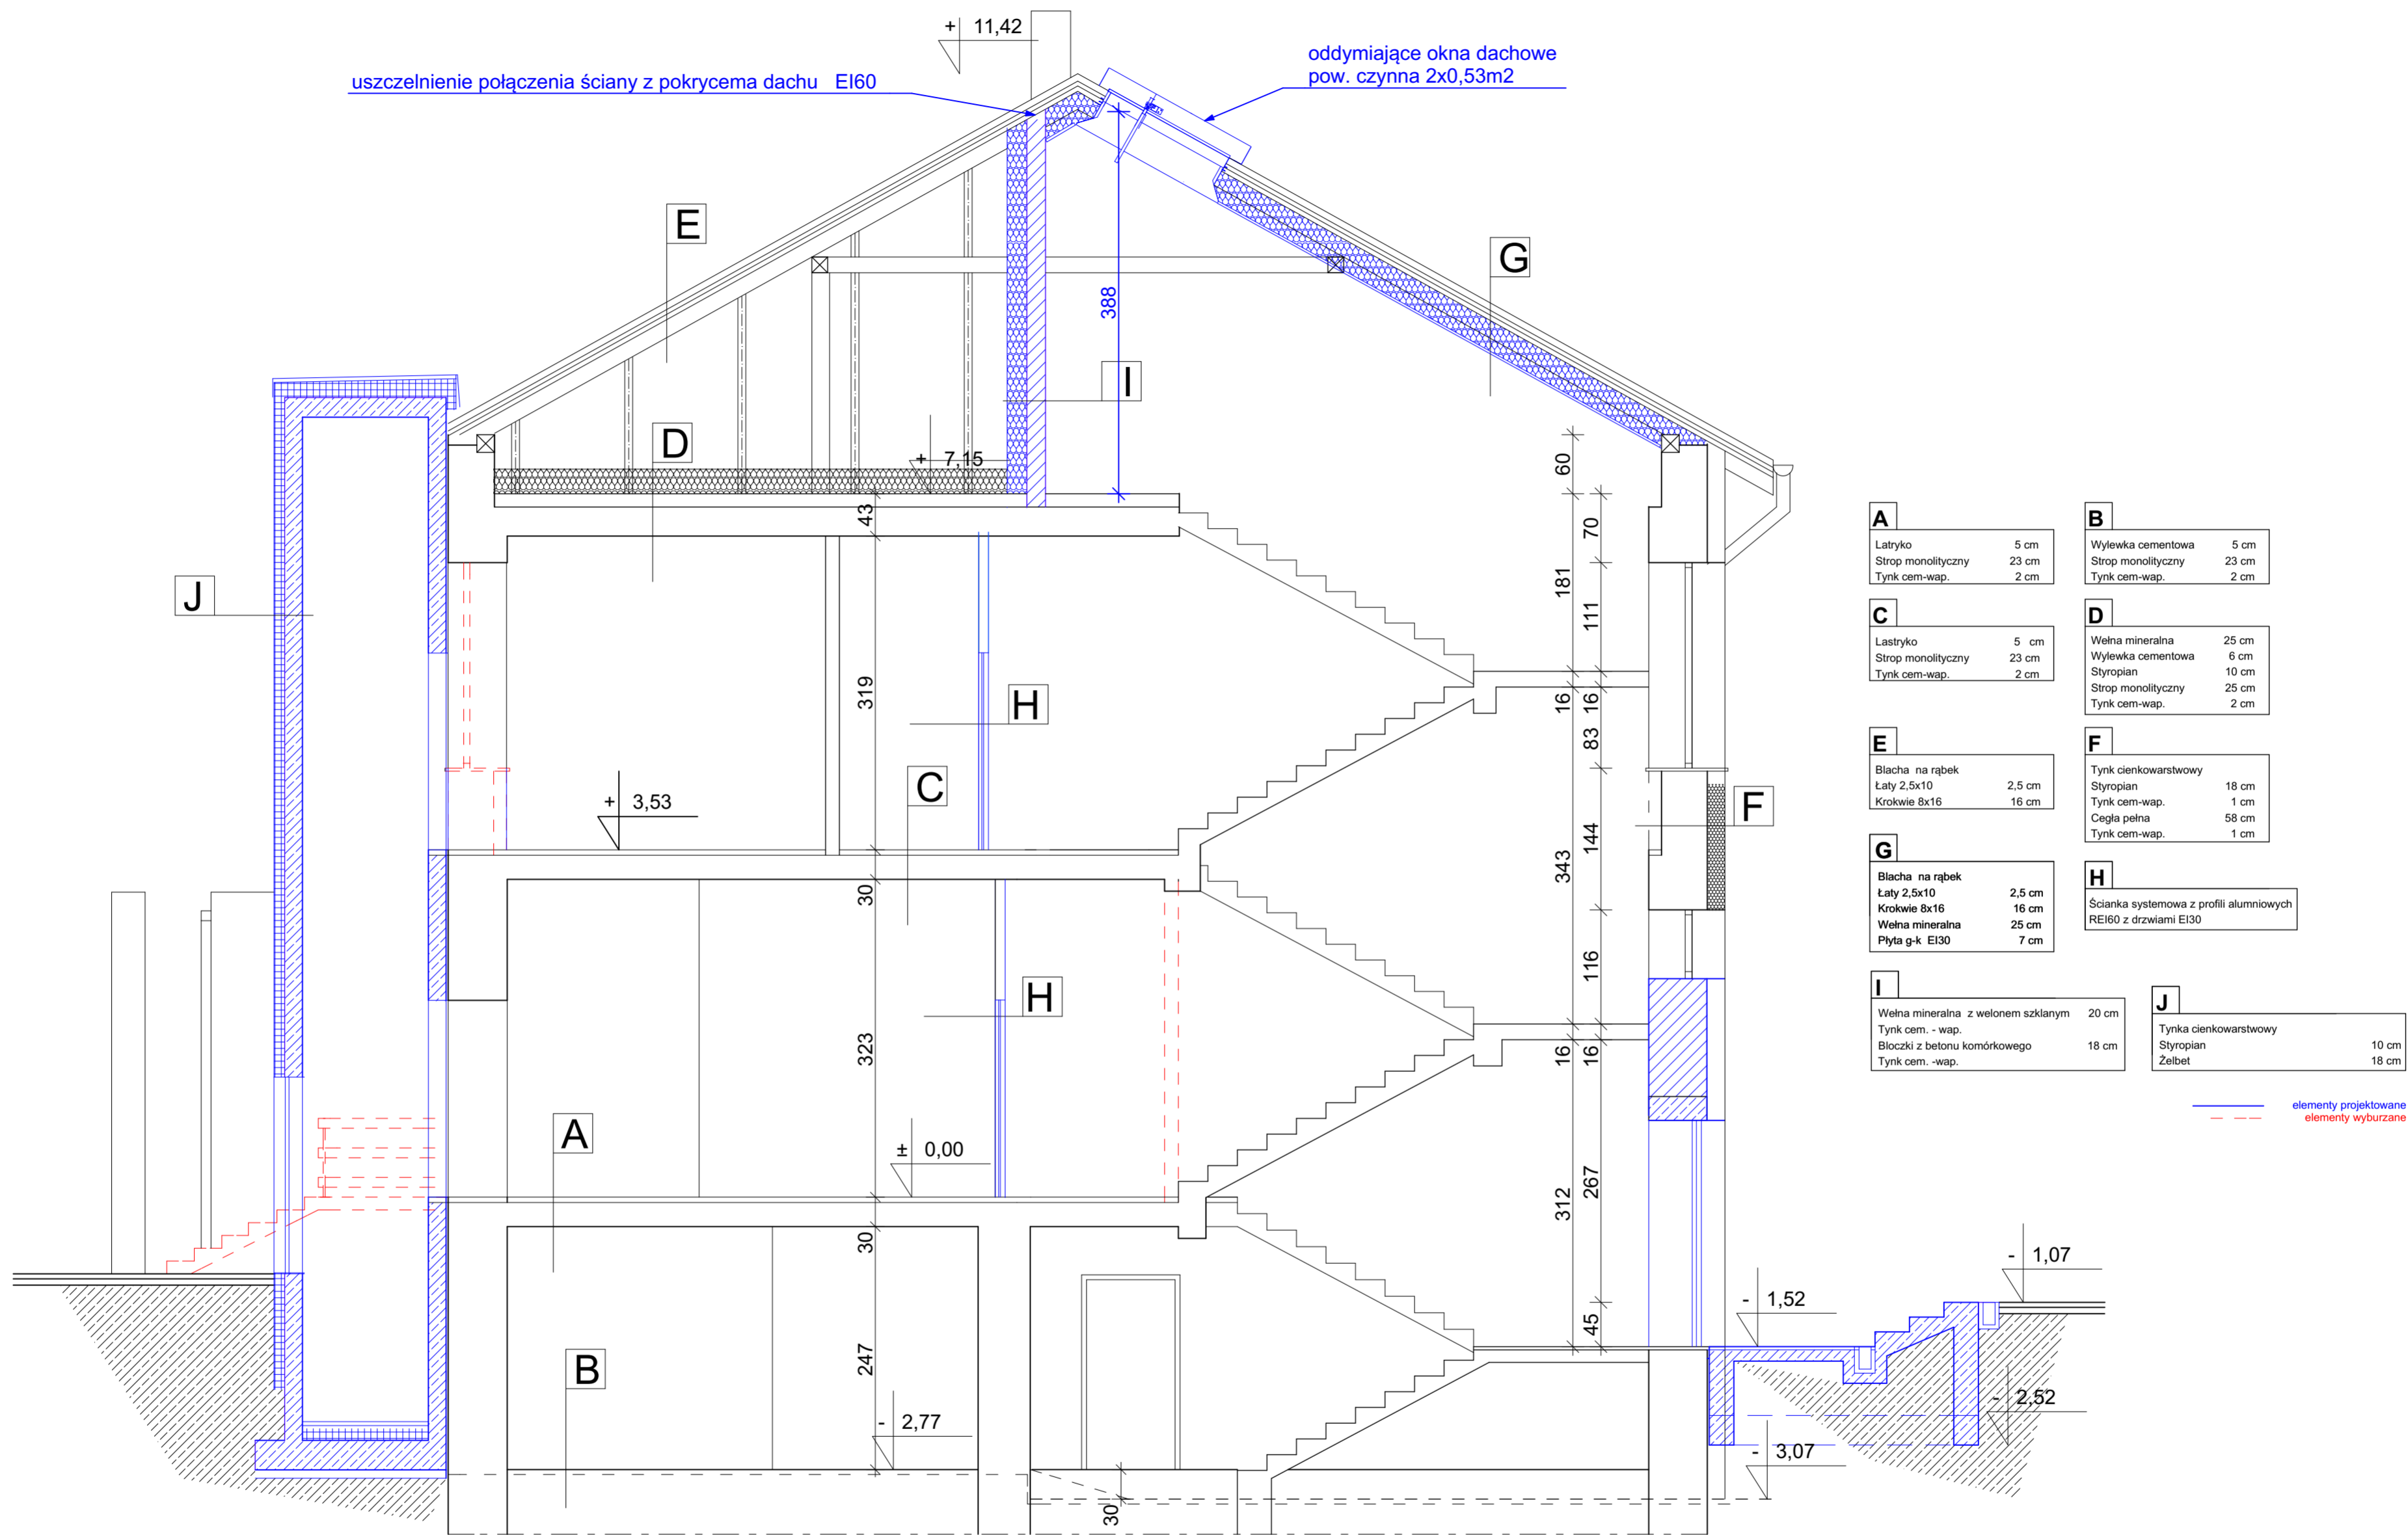 + 11,42
oddymiające okna dachowe
pow. czynna 2x0,53m2
uszczelnienie połączenia ściany z pokrycema dachu EI60
E
G
388
I
D
+ 7,15
60
43
70
J
181
111
319
H
16
16
83
C
+ 3,53
F
144
343
30
116
H
323
16
16
A
± 0,00
267
312
30
- 1,07
- 1,52
45
247
B
- 2,52
- 2,77
- 3,07
30
A
Latryko 5 cm
Strop monolityczny 23 cm
Tynk cem-wap. 2 cm
B
Wylewka cementowa 5 cm
Strop monolityczny 23 cm
Tynk cem-wap. 2 cm
C
Lastryko 5 cm
Strop monolityczny 23 cm
Tynk cem-wap. 2 cm
D
Wełna mineralna 25 cm
Wylewka cementowa 6 cm
Styropian 10 cm
Strop monolityczny 25 cm
Tynk cem-wap. 2 cm
E
Blacha na rąbek
Łaty 2,5x10 2,5 cm
Krokwie 8x16 16 cm
F
Tynk cienkowarstwowy
Styropian 18 cm
Tynk cem-wap. 1 cm
Cegła pełna 58 cm
Tynk cem-wap. 1 cm
G
Blacha na rąbek
Łaty 2,5x10 2,5 cm
Krokwie 8x16 16 cm
Wełna mineralna 25 cm
Płyta g-k EI30 7 cm
H
Ścianka systemowa z profili alumniowych
REI60 z drzwiami EI30
I
Wełna mineralna z welonem szklanym 20 cm
Tynk cem. - wap.
Bloczki z betonu komórkowego 18 cm
Tynk cem. -wap.
J
Tynka cienkowarstwowy
Styropian 10 cm
Żelbet 18 cm
elementy projektowane
elementy wyburzane